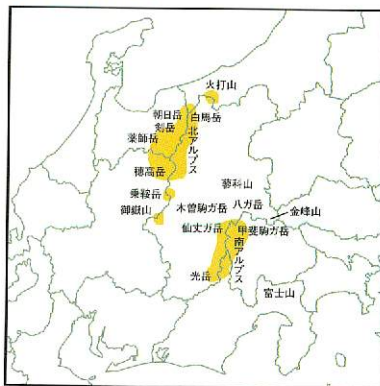 火打山
朝日岳
白馬岳
剣岳
薬師岳
北アルプス
穂高岳
乗鞍岳
御嶽山
蓼科山
八ガ岳
木曽駒ガ岳
金峰山
仙丈ガ岳
甲斐駒ガ岳
南アルプス
光岳
富士山